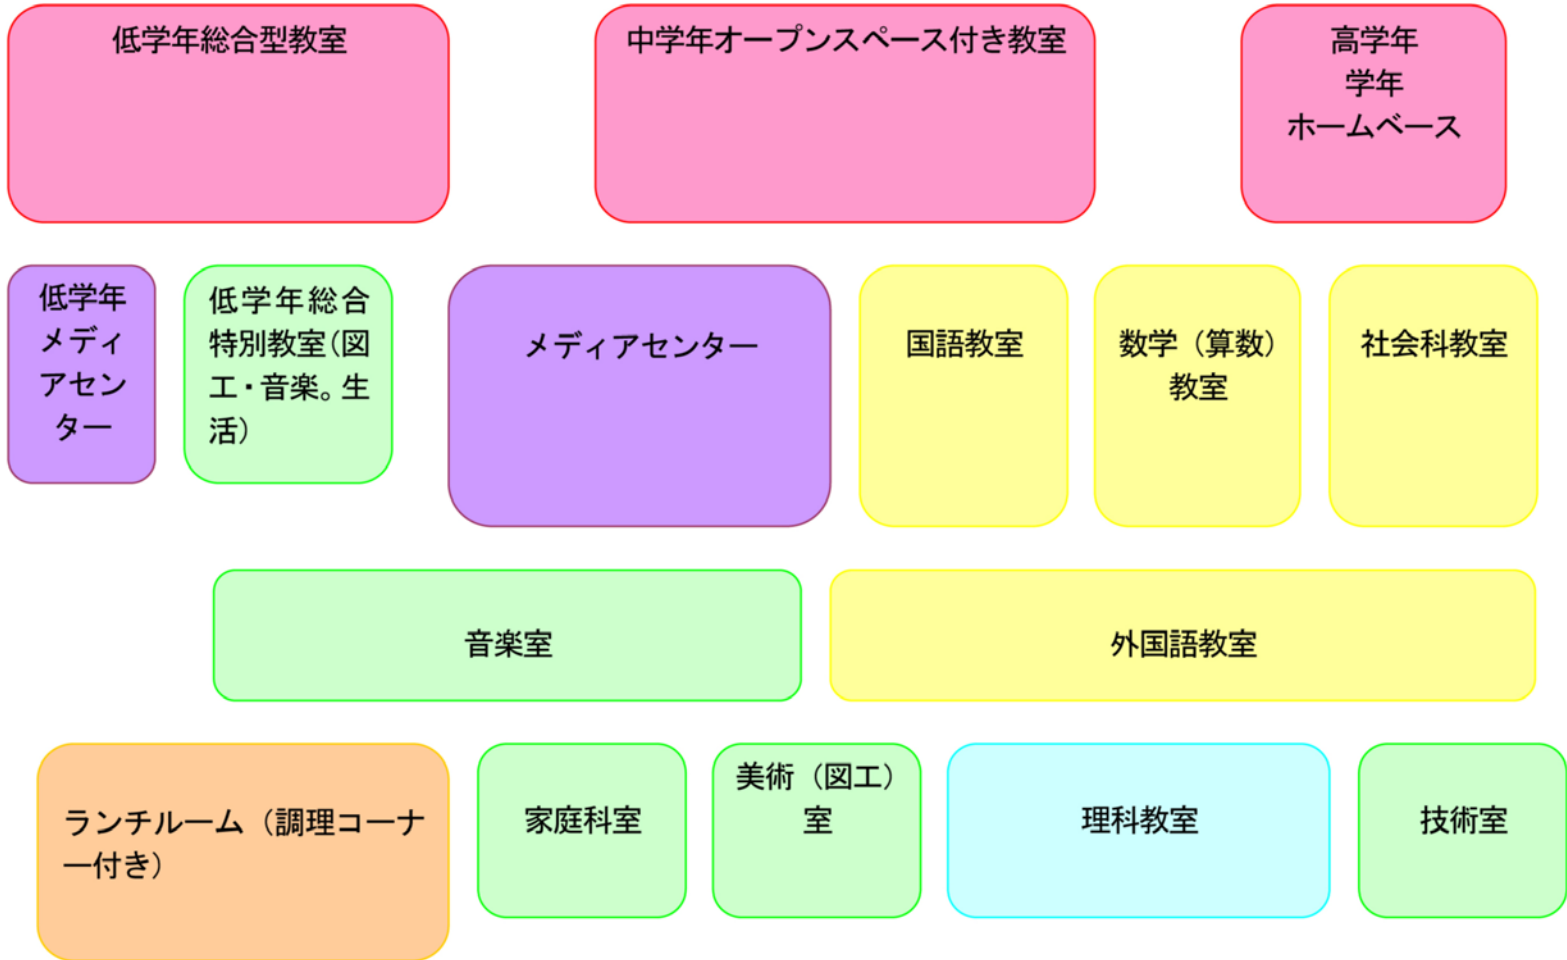 低学年総合型教室
中学年オープンスペース付き教室
高学年
学年
ホームベース
低学年
メディ
アセン
ター
低学年総合
特別教室（図
工・音楽。生
活）
メディアセンター
国語教室
数学（算数）
教室
社会科教室
音楽室
外国語教室
ランチルーム（調理コーナ
ー付き）
家庭科室
美術（図工）
室
理科教室
技術室